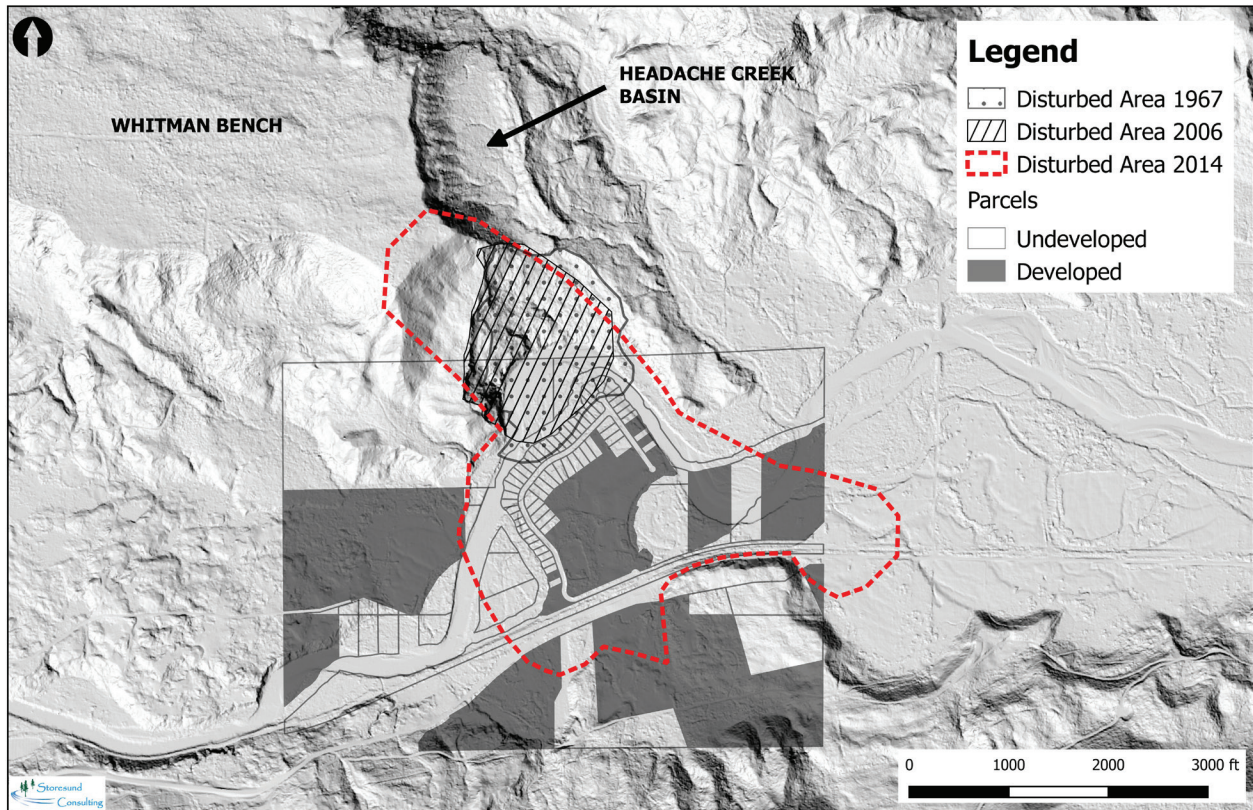 HEADACHE CREEK
BASIN
WHITMAN BENCH
Legend
Disturbed Area 1967
Disturbed Area 2006
Disturbed Area 2014
Parcels
Undeveloped
Developed
0 1000 2000 3000 ft
Storesund
Consulting